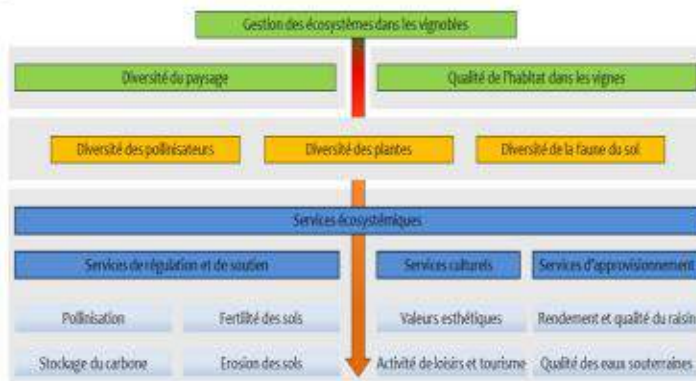 Gestion des écosystèmes dans les vignobles
Diversité du paysage
Qualité de l'habitat dans les vignes
Diversité des pollinisateurs
Diversité des plantes
Diversité de la faune du sol
Services écosystémiques
Services de régulation et de soutien
Services culturels
Services d'approvisionnement
Pollinisation
Fertilité des sols
Valeurs esthétiques
Rendement et qualité du raisin
Stockage du carbone
Erosion des sols
Activité de loisirs et tourisme
Qualité des eaux souterraines